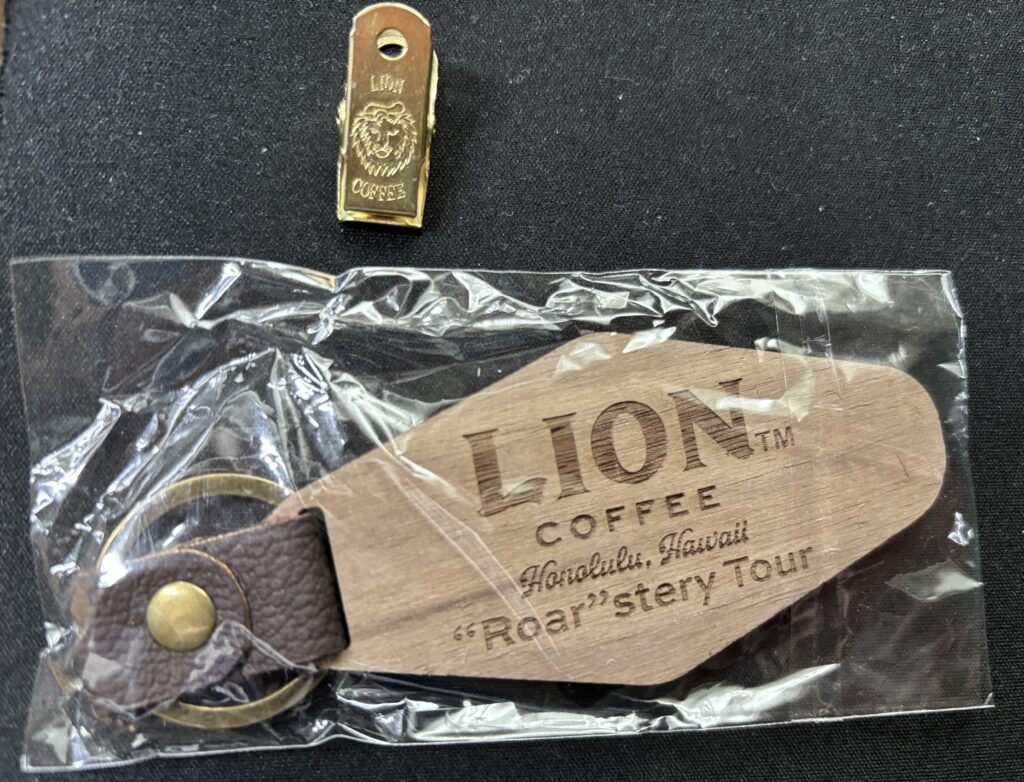 LION
COFFEE
LION™
COFFEE
Honolulu, Hawaii
“Roar”stery Tour